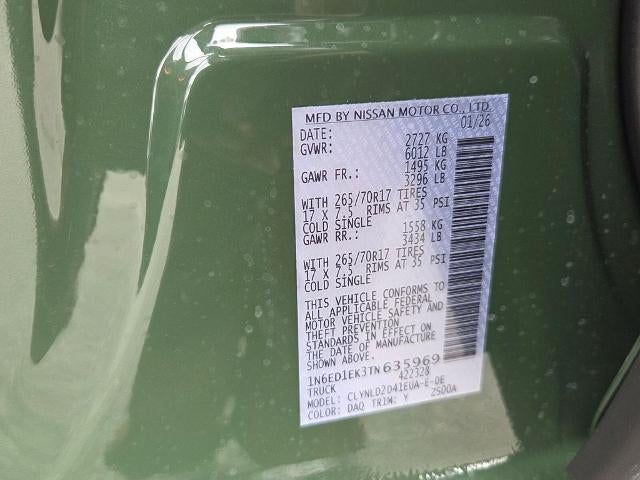 MFD BY NISSAN MOTOR CO., LTD.
DATE: 01/26
GVWR: 2727 KG
6012 LB
GAWR FR.: 1495 KG
3296 LB
WITH 265/70R17 TIRES
17 X 7.5 RIMS AT 35 PSI
COLD SINGLE
GAWR RR.: 1558 KG
3434 LB
WITH 265/70R17 TIRES
17 X 7.5 RIMS AT 35 PSI
COLD SINGLE
THIS VEHICLE CONFORMS TO
ALL APPLICABLE FEDERAL
MOTOR VEHICLE SAFETY AND
THEFT PREVENTION
STANDARDS IN EFFECT ON
THE DATE OF MANUFACTURE
SHOWN ABOVE.
1N6ED1EK3TN635969
TRUCK 422328
MODEL: CLYNLD2D41EUA-E-DE
COLOR: DAQ TRIM: Y ZS00A